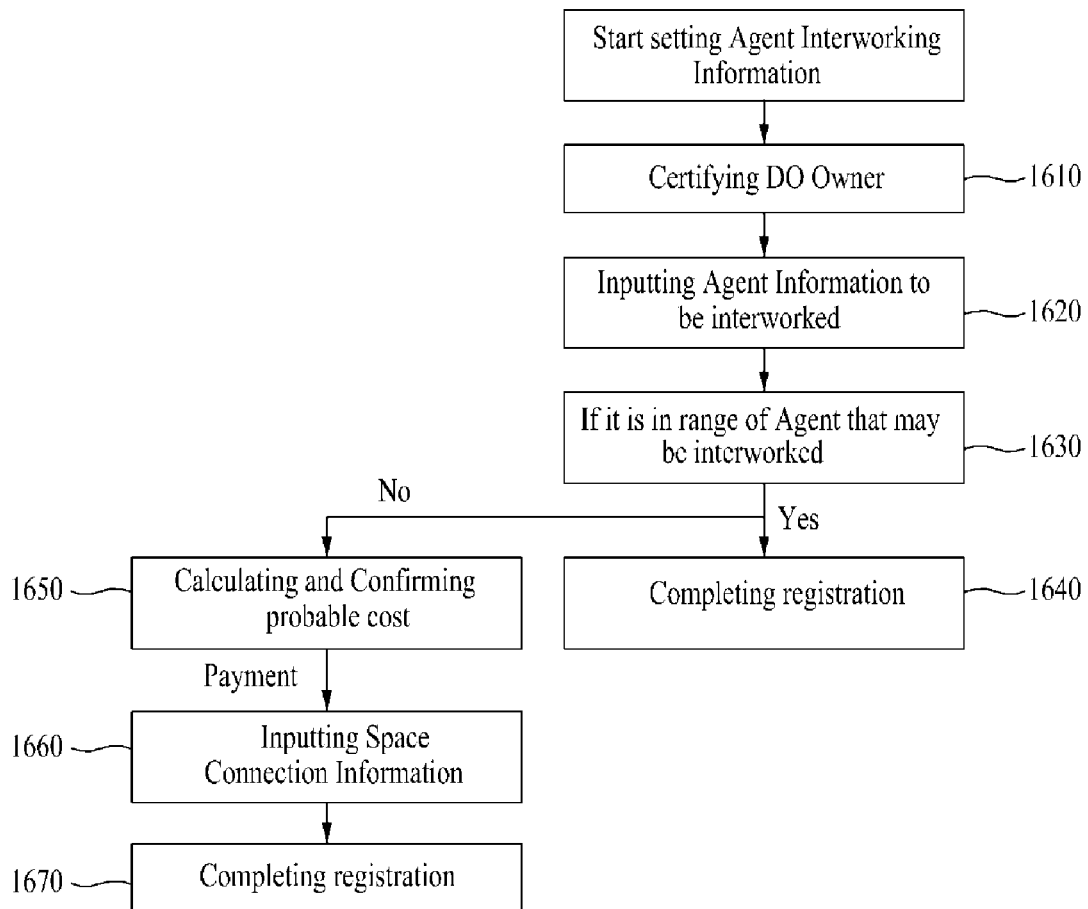 Start setting Agent Interworking
Information
Certifying DO Owner
1610
Inputting Agent Information to
be interworked
1620
If it is in range of Agent that may
be interworked
1630
No
Yes
1650
Calculating and Confirming
probable cost
Completing registration
1640
Payment
1660
Inputting Space
Connection Information
1670
Completing registration